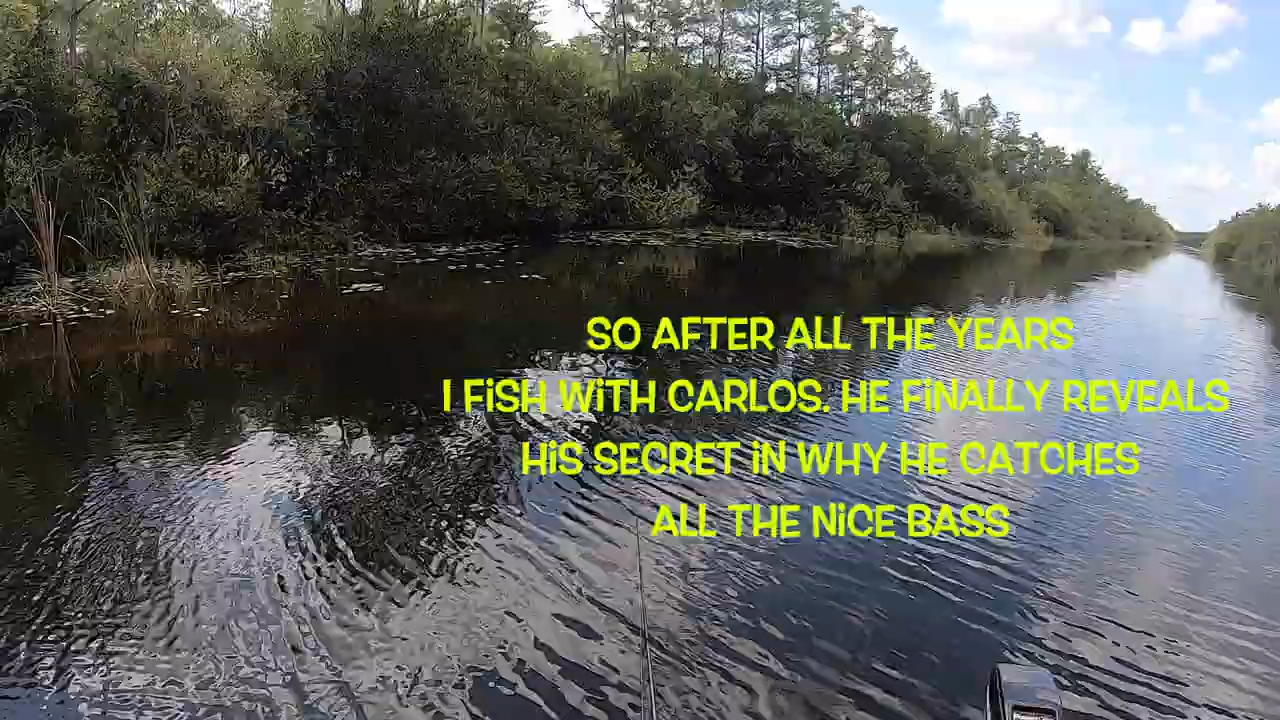 SO AFTER ALL THE YEARS
I FiSH WiTH CARLOS. HE FiNALLY REVEALS
HiS SECRET iN WHY HE CATCHES
ALL THE NiCE BASS